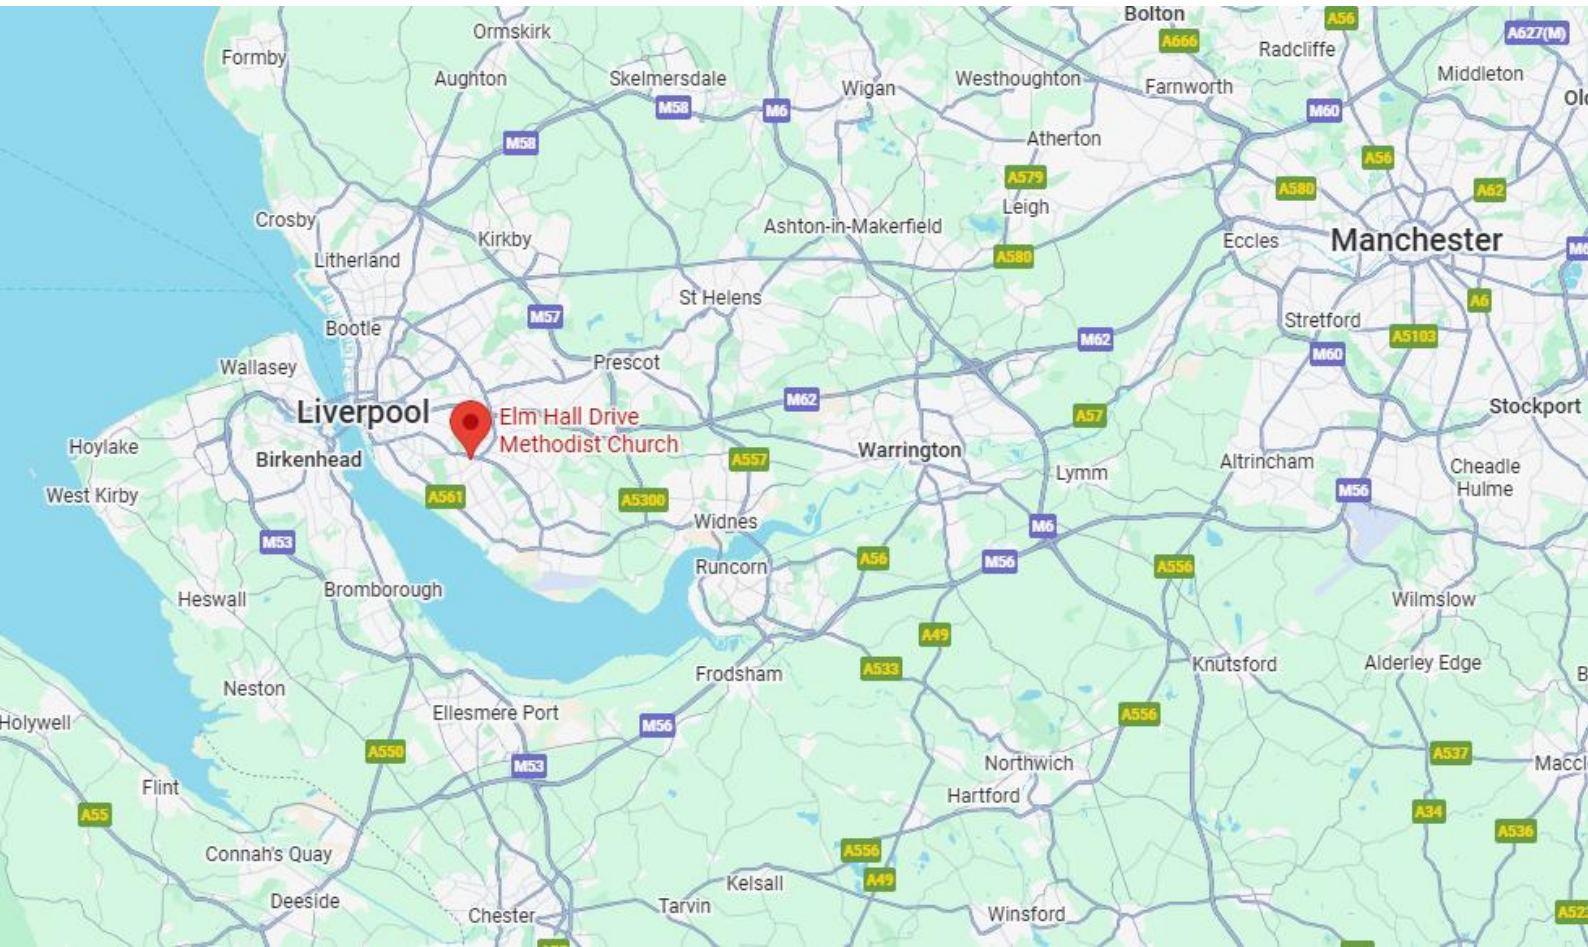 Bolton
A56
Ormskirk
A627(M)
A666
Radcliffe
Formby
Middleton
Aughton
Skelmersdale
Westhoughton
Farnworth
Wigan
M58
M6
M60
Atherton
M58
A56
A579
A580
A62
Leigh
Crosby
Ashton-in-Makerfield
Kirkby
Eccles
Manchester
Litherland
A580
St Helens
A6
M57
Stretford
Bootle
A5103
M62
M60
Prescot
Wallasey
M62
Stockport
Liverpool
Elm Hall Drive
Methodist Church
A57
Hoylake
Warrington
Birkenhead
A557
Altrincham
Cheadle
Hulme
Lymm
West Kirby
A561
A5300
M56
Widnes
M6
M53
A56
M56
Runcorn
A556
Bromborough
Heswall
Wilmslow
A49
Knutsford
Alderley Edge
A533
Frodsham
Neston
Ellesmere Port
A556
Holywell
M56
A550
A537
Northwich
M53
Maccl
Flint
Hartford
A55
A34
A536
Connah's Quay
A556
Kelsall
A49
Deeside
Tarvin
Chester
Winsford